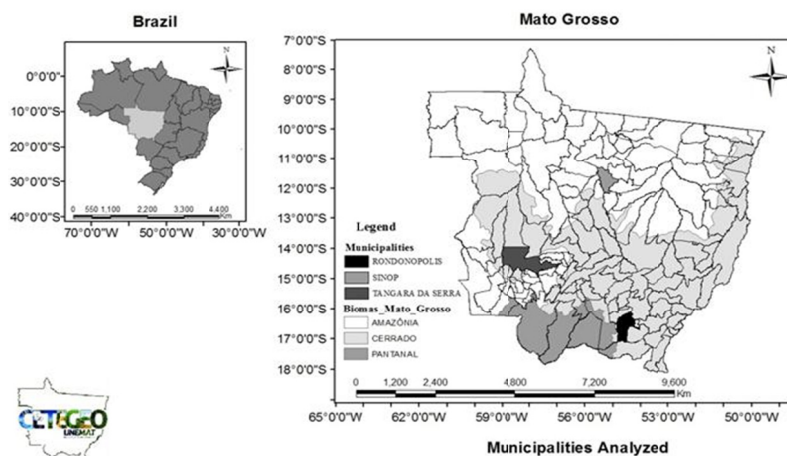 Brazil
N
0°0'0"
10°0'0"S
20°0'0"S
30°0'0"S
40°0'0"S
0 550 1.100 2.200 3.300 4.400
Km
70°0'0"W 50°0'0"W 30°0'0"W
Mato Grosso
N
7°0'0"S
8°0'0"S
9°0'0"S
10°0'0"S
11°0'0"S
12°0'0"S
13°0'0"S
14°0'0"S
15°0'0"S
16°0'0"S
17°0'0"S
18°0'0"S
Legend
Municipalities
RONDONOPOLIS
SINOP
TANGARA DA SERRA
Biomas_Mato_Grosso
AMAZÔNIA
CERRADO
PANTANAL
0 1,200 2,400 4,800 7,200 9,600
Km
65°0'0"W 62°0'0"W 59°0'0"W 56°0'0"W 53°0'0"W 50°0'0"W
Municipalities Analyzed
CETEGEO
UNEMAT